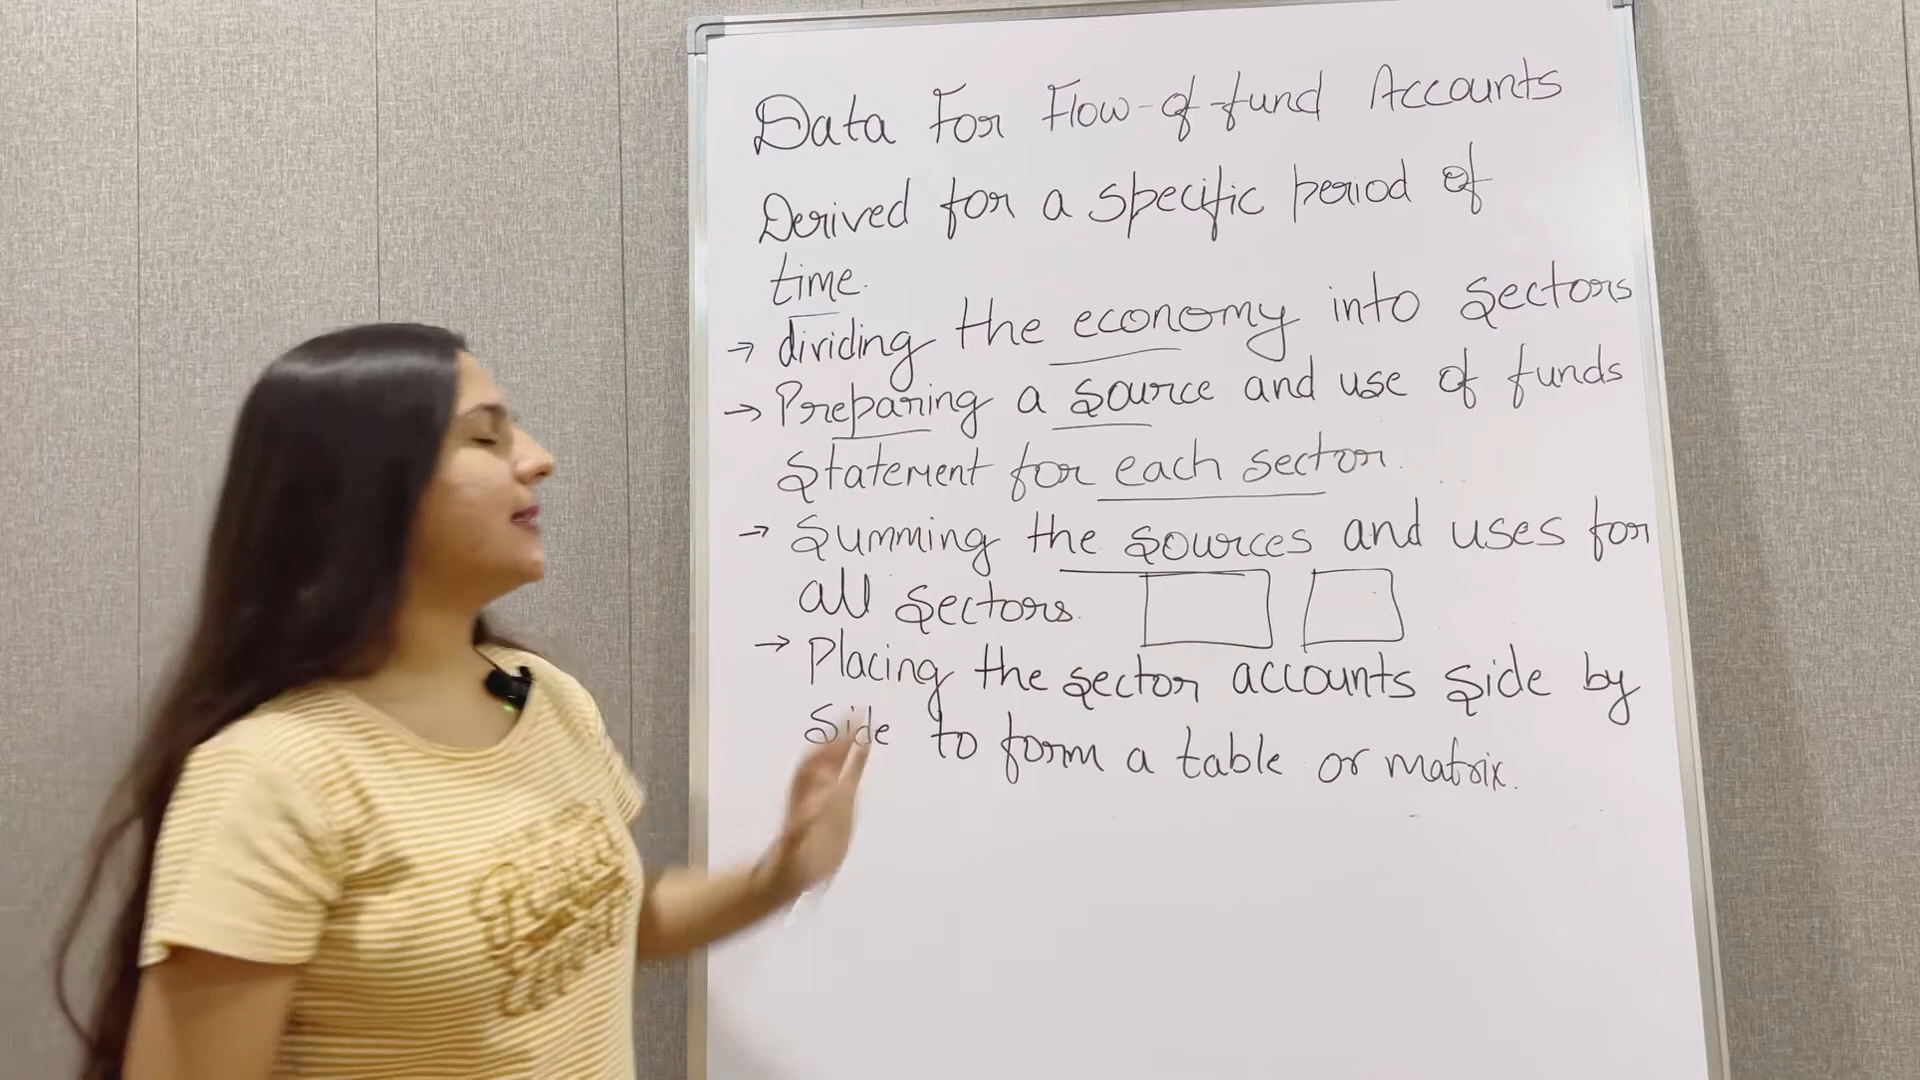 Data For Flow-of-fund Accounts
Derived for a specific period of
time.
→ dividing the economy into sectors
→ Preparing a source and use of funds
statement for each sector.
→ Summing the sources and uses for
all sectors.
→ Placing the sector accounts side by
side to form a table or matrix.